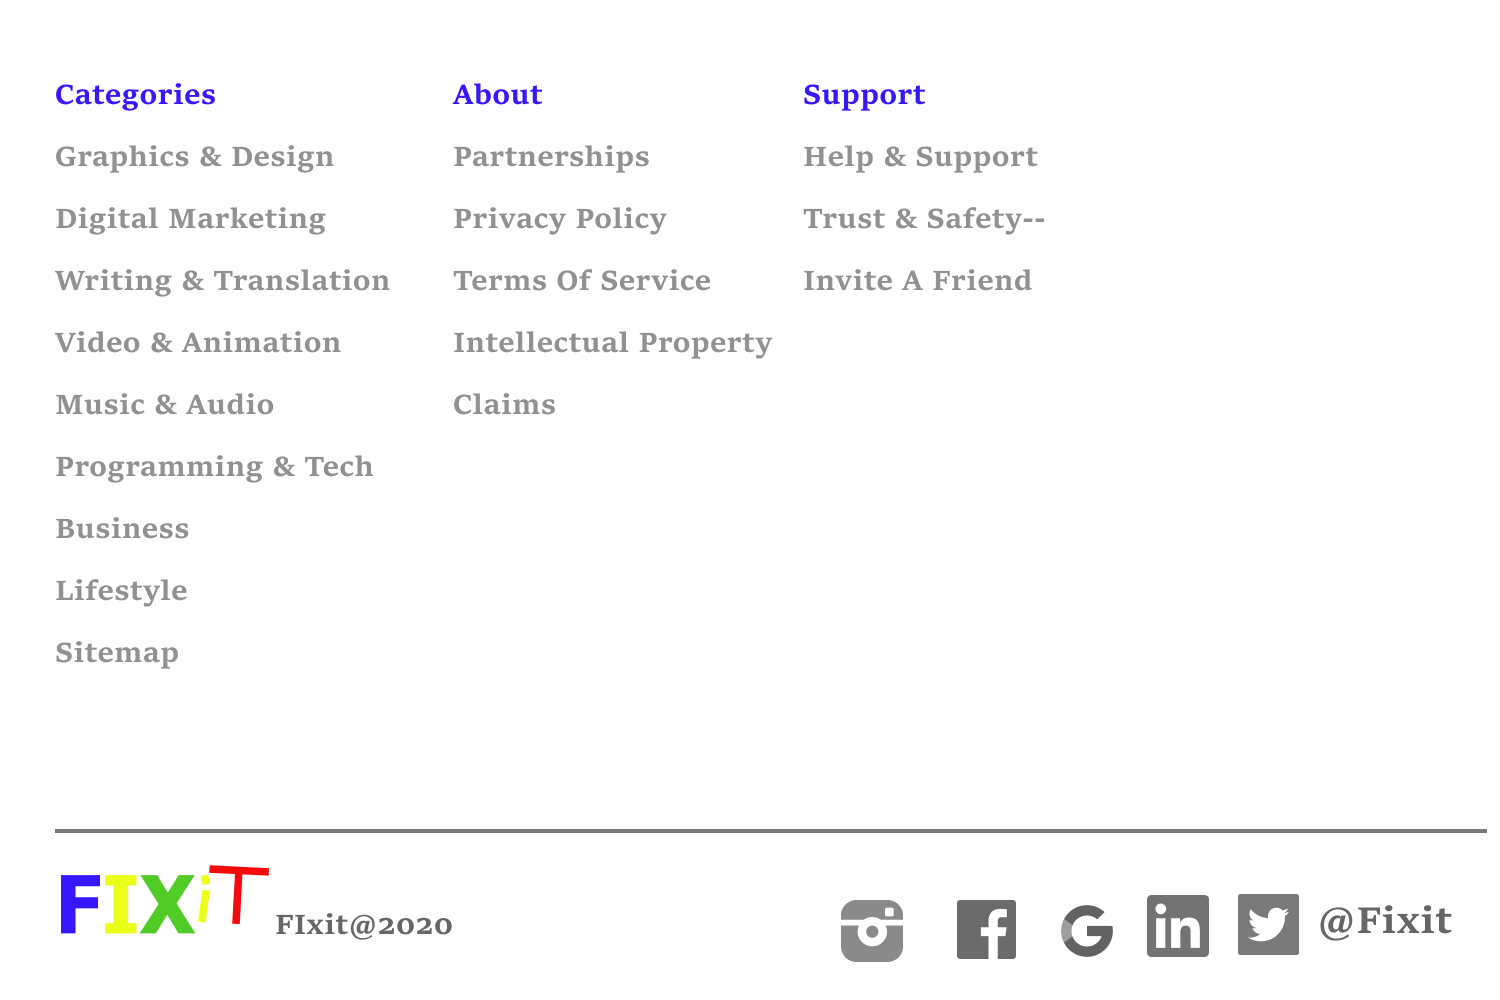 Categories
Graphics & Design
Digital Marketing
Writing & Translation
Video & Animation
Music & Audio
Programming & Tech
Business
Lifestyle
Sitemap
About
Partnerships
Privacy Policy
Terms Of Service
Intellectual Property
Claims
Support
Help & Support
Trust & Safety--
Invite A Friend
FIXiT
FIxit@2020
@Fixit